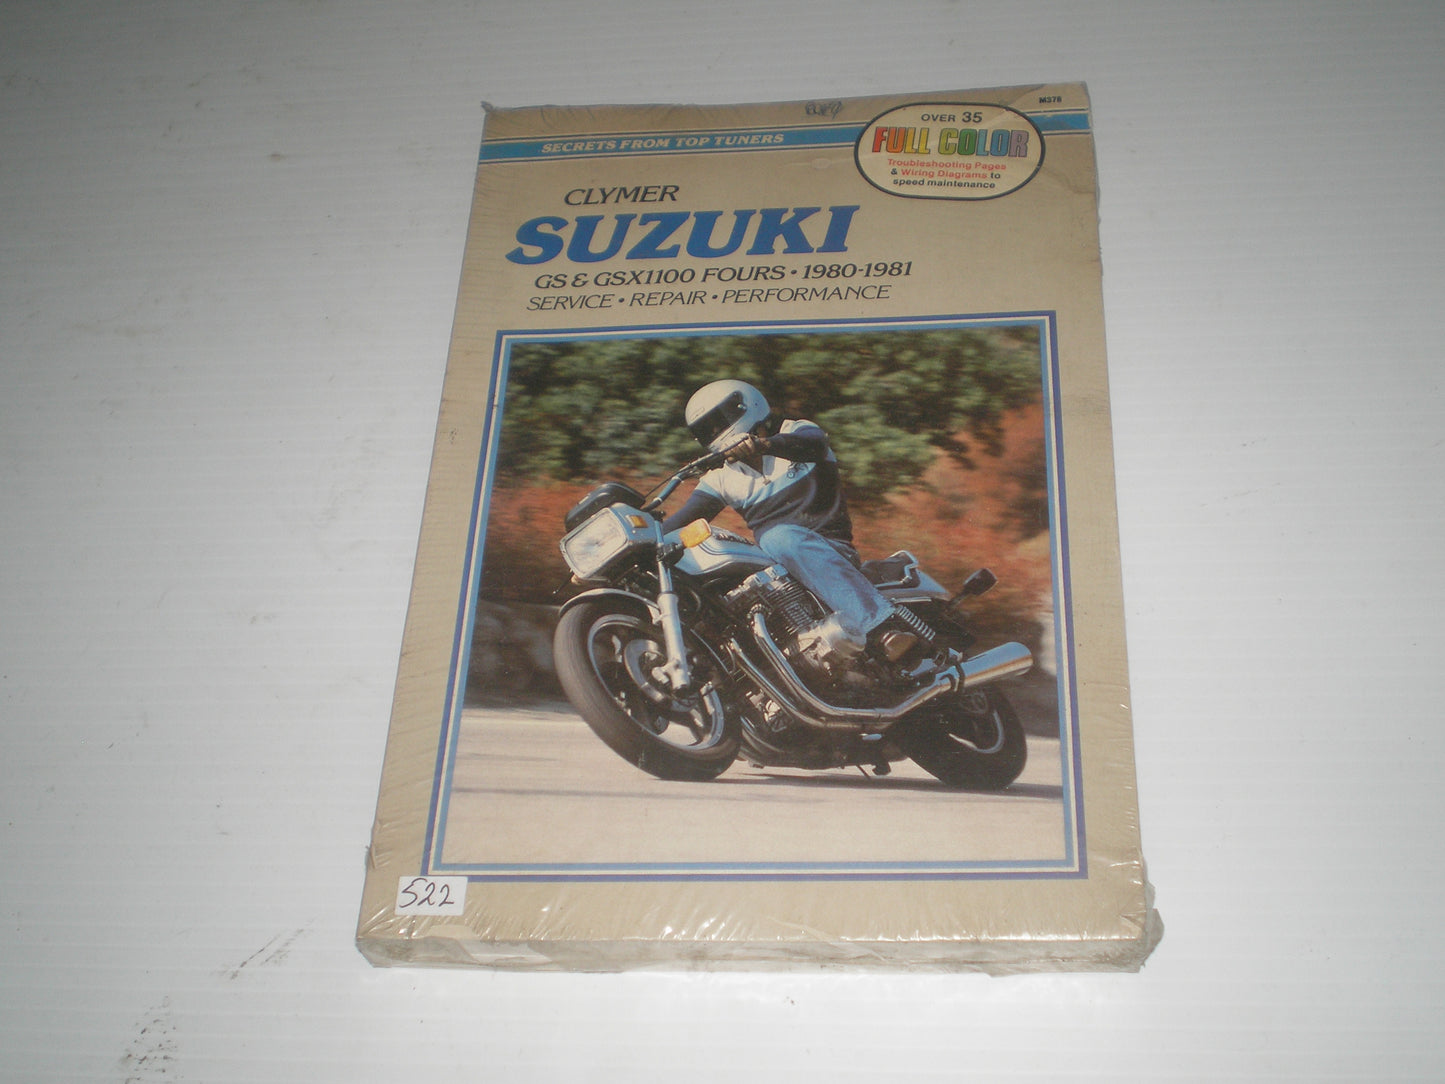 M378
OVER 35
FULL COLOR
Troubleshooting Pages
& Wiring Diagrams to
speed maintenance
SECRETS FROM TOP TUNERS
CLYMER
SUZUKI
GS & GSX1100 FOURS • 1980-1981
SERVICE • REPAIR • PERFORMANCE
522